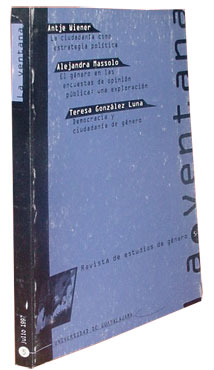 La ventana
5
julio 1997
Antje Wiener
La ciudadanía como
estrategia política
Alejandra Massolo
El género en las
encuestas de opinión
pública: una exploración
Teresa González Luna
Democracia y
ciudadanía de género
a ventana
Revista de estudios de género
UNIVERSIDAD DE GUADALAJARA